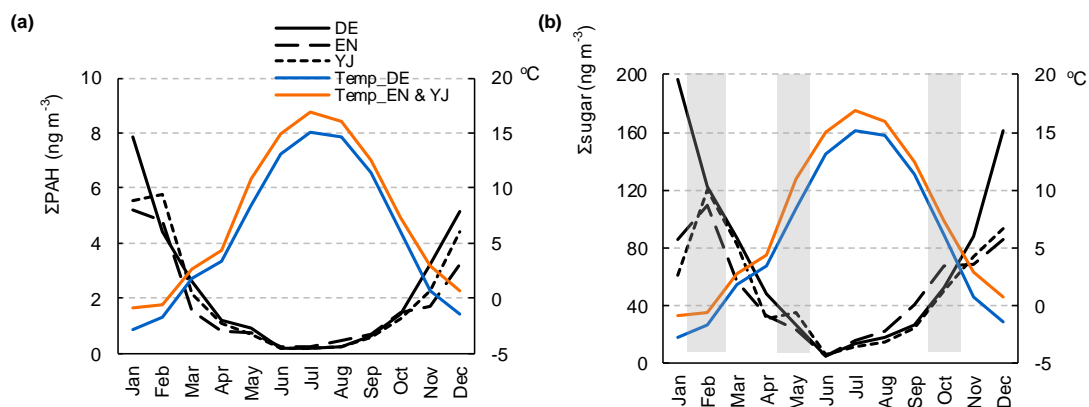 (a)
DE
EN
YJ
Temp_DE
Temp_EN & YJ
ΣPAH (ng m-3)
10
8
6
4
2
0
ºC
20
15
10
5
0
-5
Jan
Feb
Mar
Apr
May
Jun
Jul
Aug
Sep
Oct
Nov
Dec
(b)
Σsugar (ng m-3)
200
160
120
80
40
0
ºC
20
15
10
5
0
-5
Jan
Feb
Mar
Apr
May
Jun
Jul
Aug
Sep
Oct
Nov
Dec